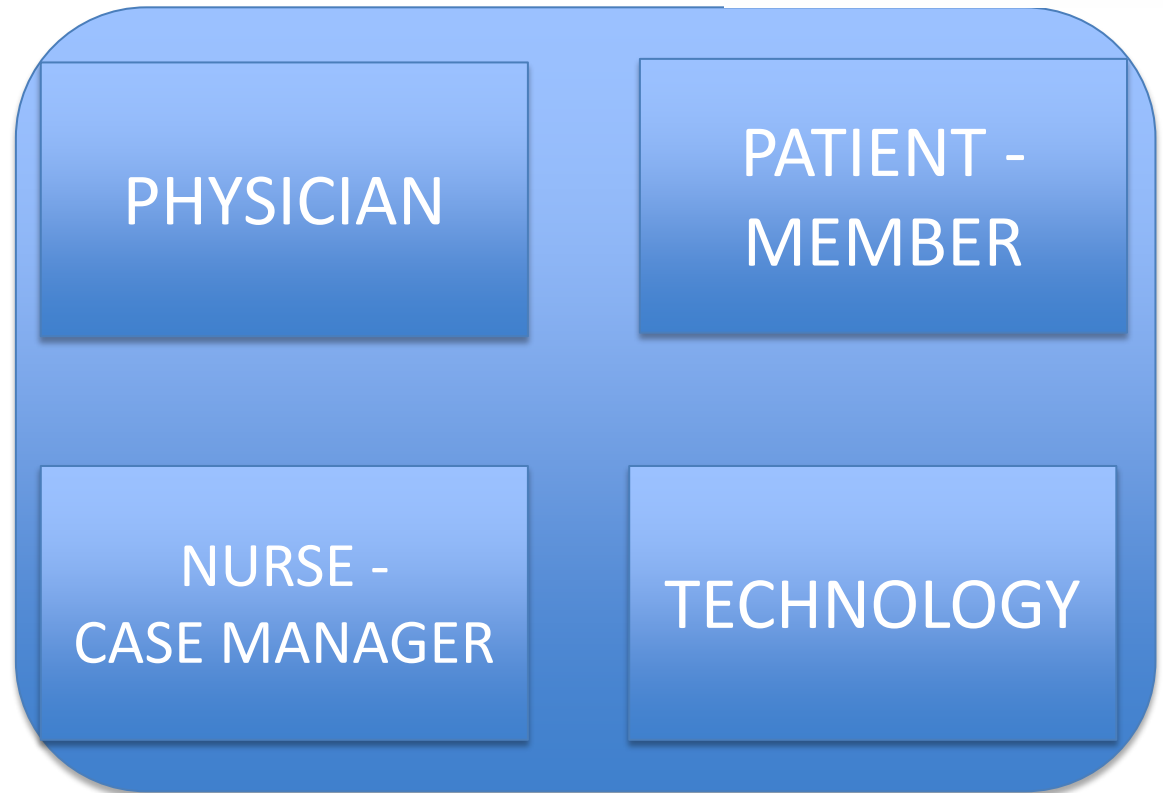 PHYSICIAN
PATIENT -
MEMBER
NURSE -
CASE MANAGER
TECHNOLOGY